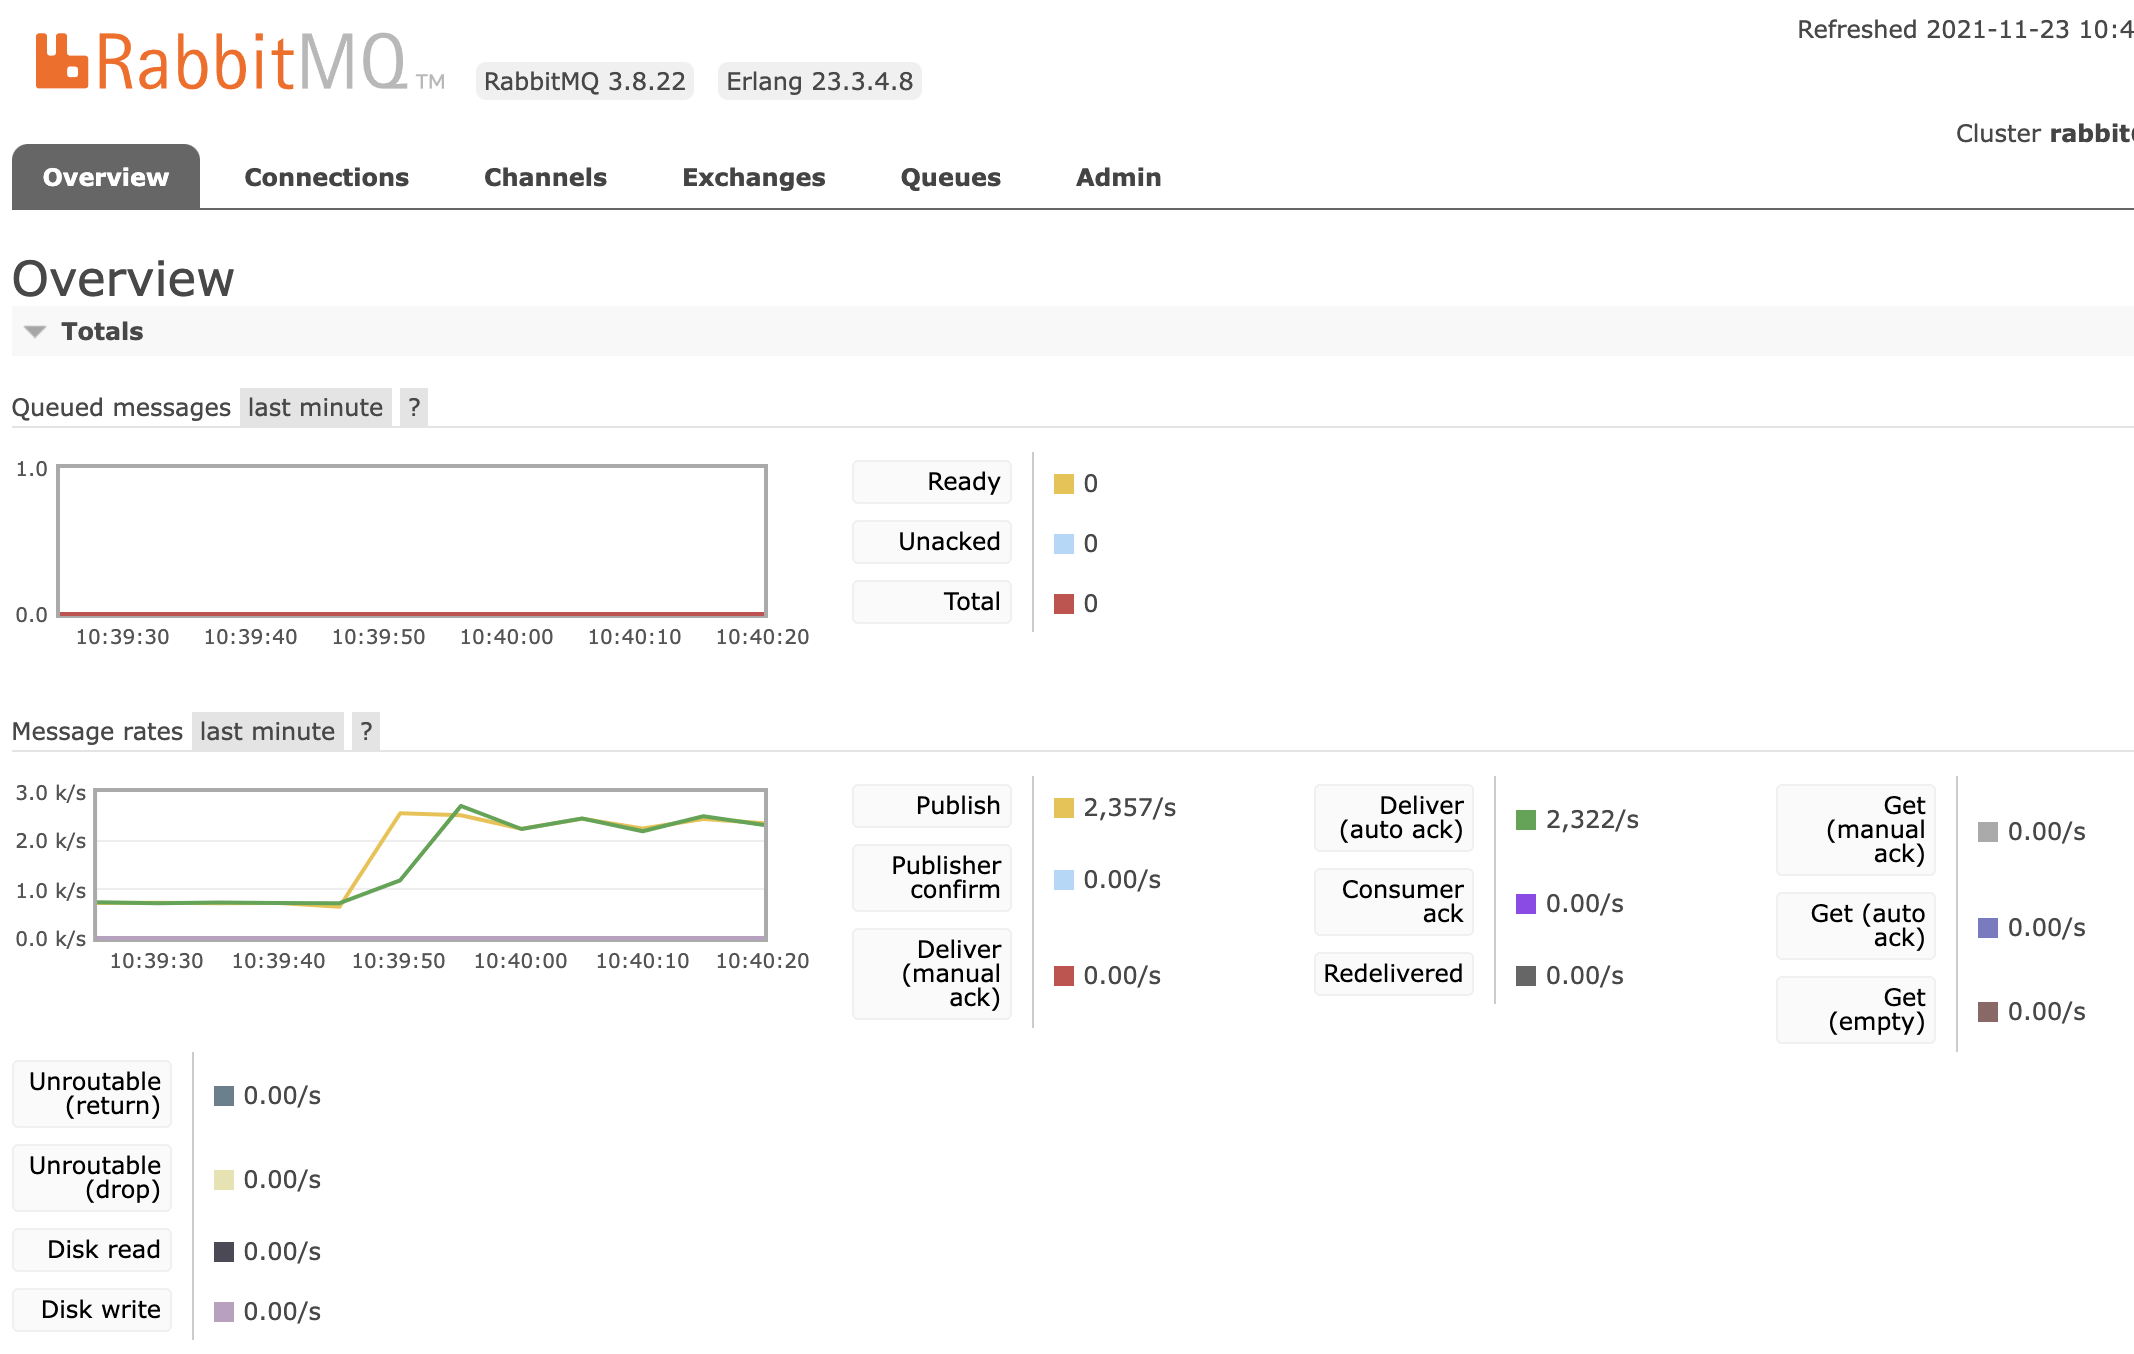 Refreshed 2021-11-23 10:4
RabbitMQ TM
RabbitMQ 3.8.22
Erlang 23.3.4.8
Cluster rabbit
Overview
Connections
Channels
Exchanges
Queues
Admin
Overview
Totals
Queued messages last minute ?
1.0
0.0
10:39:30 10:39:40 10:39:50 10:40:00 10:40:10 10:40:20
Ready 0
Unacked 0
Total 0
Message rates last minute ?
3.0 k/s
2.0 k/s
1.0 k/s
0.0 k/s
10:39:30 10:39:40 10:39:50 10:40:00 10:40:10 10:40:20
Publish 2,357/s
Publisher
confirm 0.00/s
Deliver
(manual
ack) 0.00/s
Deliver
(auto ack) 2,322/s
Consumer
ack 0.00/s
Redelivered 0.00/s
Get
(manual
ack) 0.00/s
Get (auto
ack) 0.00/s
Get
(empty) 0.00/s
Unroutable
(return) 0.00/s
Unroutable
(drop) 0.00/s
Disk read 0.00/s
Disk write 0.00/s